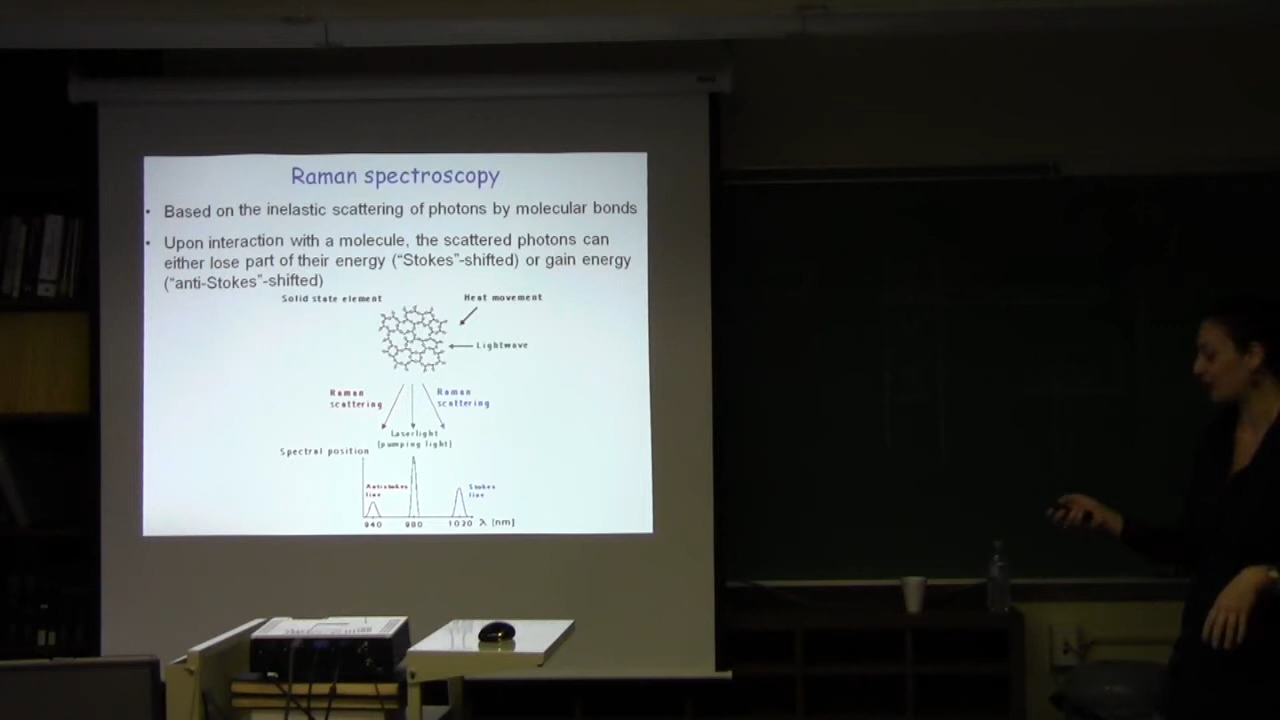 Raman spectroscopy
• Based on the inelastic scattering of photons by molecular bonds
• Upon interaction with a molecule, the scattered photons can
either lose part of their energy (“Stokes”-shifted) or gain energy
(“anti-Stokes”-shifted)
Solid state element
Heat movement
Lightwave
Raman
scattering
Raman
scattering
Laserlight
(pumping light)
Spectral position
Antistokes
line
Stokes
line
940 980 1020 λ [nm]